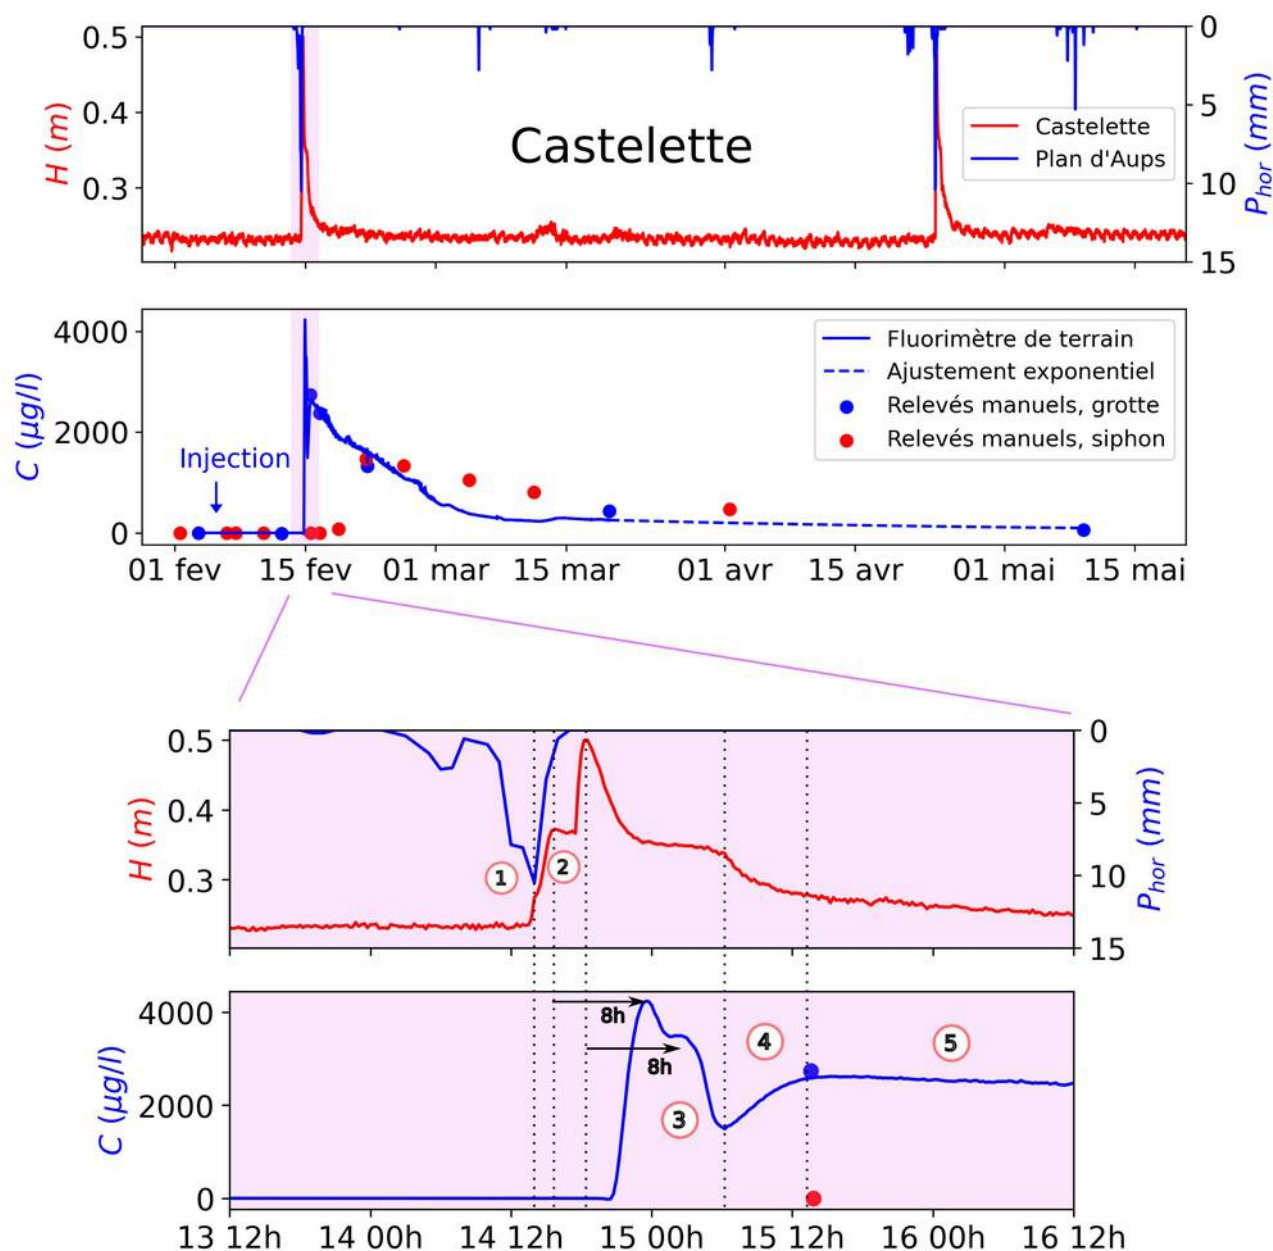 0.5
0.4
0.3
H (m)
Castelette
Castelette
Plan d'Aups
0
5
10
15
P_hor (mm)
4000
2000
0
C (µg/l)
Injection
Fluorimètre de terrain
Ajustement exponentiel
Relevés manuels, grotte
Relevés manuels, siphon
01 fev 15 fev 01 mar 15 mar 01 avr 15 avr 01 mai 15 mai
0.5
0.4
0.3
H (m)
1
2
0
5
10
15
P_hor (mm)
4000
2000
0
C (µg/l)
8h
8h
3
4
5
13 12h 14 00h 14 12h 15 00h 15 12h 16 00h 16 12h